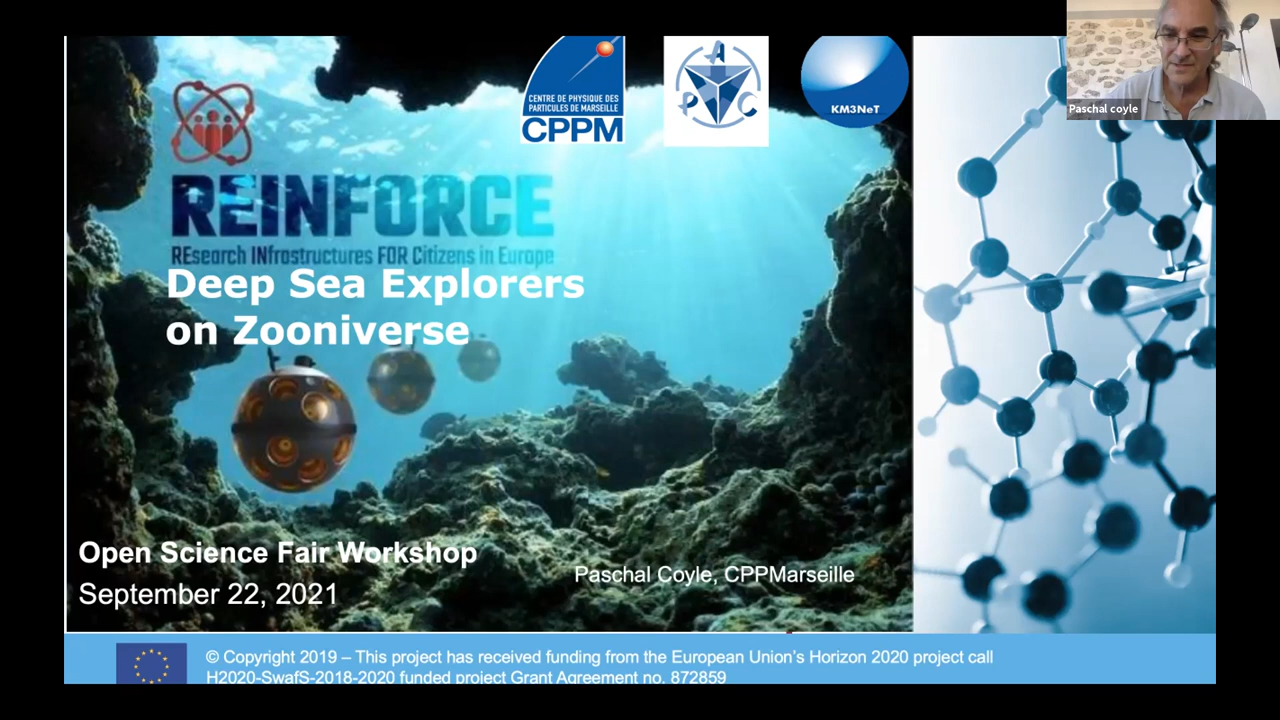 CENTRE DE PHYSIQUE DES
PARTICULES DE MARSEILLE
CPPM
A
P C
KM3NeT
Paschal coyle
REINFORCE
REsearch INfrastructures FOR Citizens in Europe
Deep Sea Explorers
on Zooniverse
Open Science Fair Workshop
September 22, 2021
Paschal Coyle, CPPMarseille
© Copyright 2019 – This project has received funding from the European Union's Horizon 2020 project call
H2020-SwafS-2018-2020 funded project Grant Agreement no. 872859